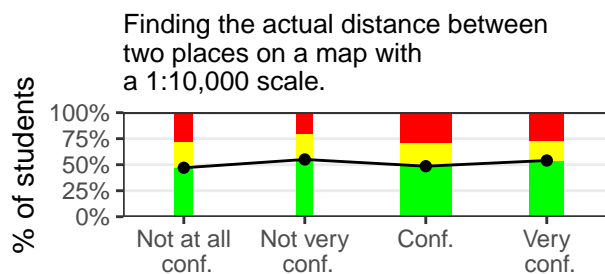 Finding the actual distance between
two places on a map with
a 1:10,000 scale.
% of students
100%
75%
50%
25%
0%
Not at all
conf.
Not very
conf.
Conf.
Very
conf.